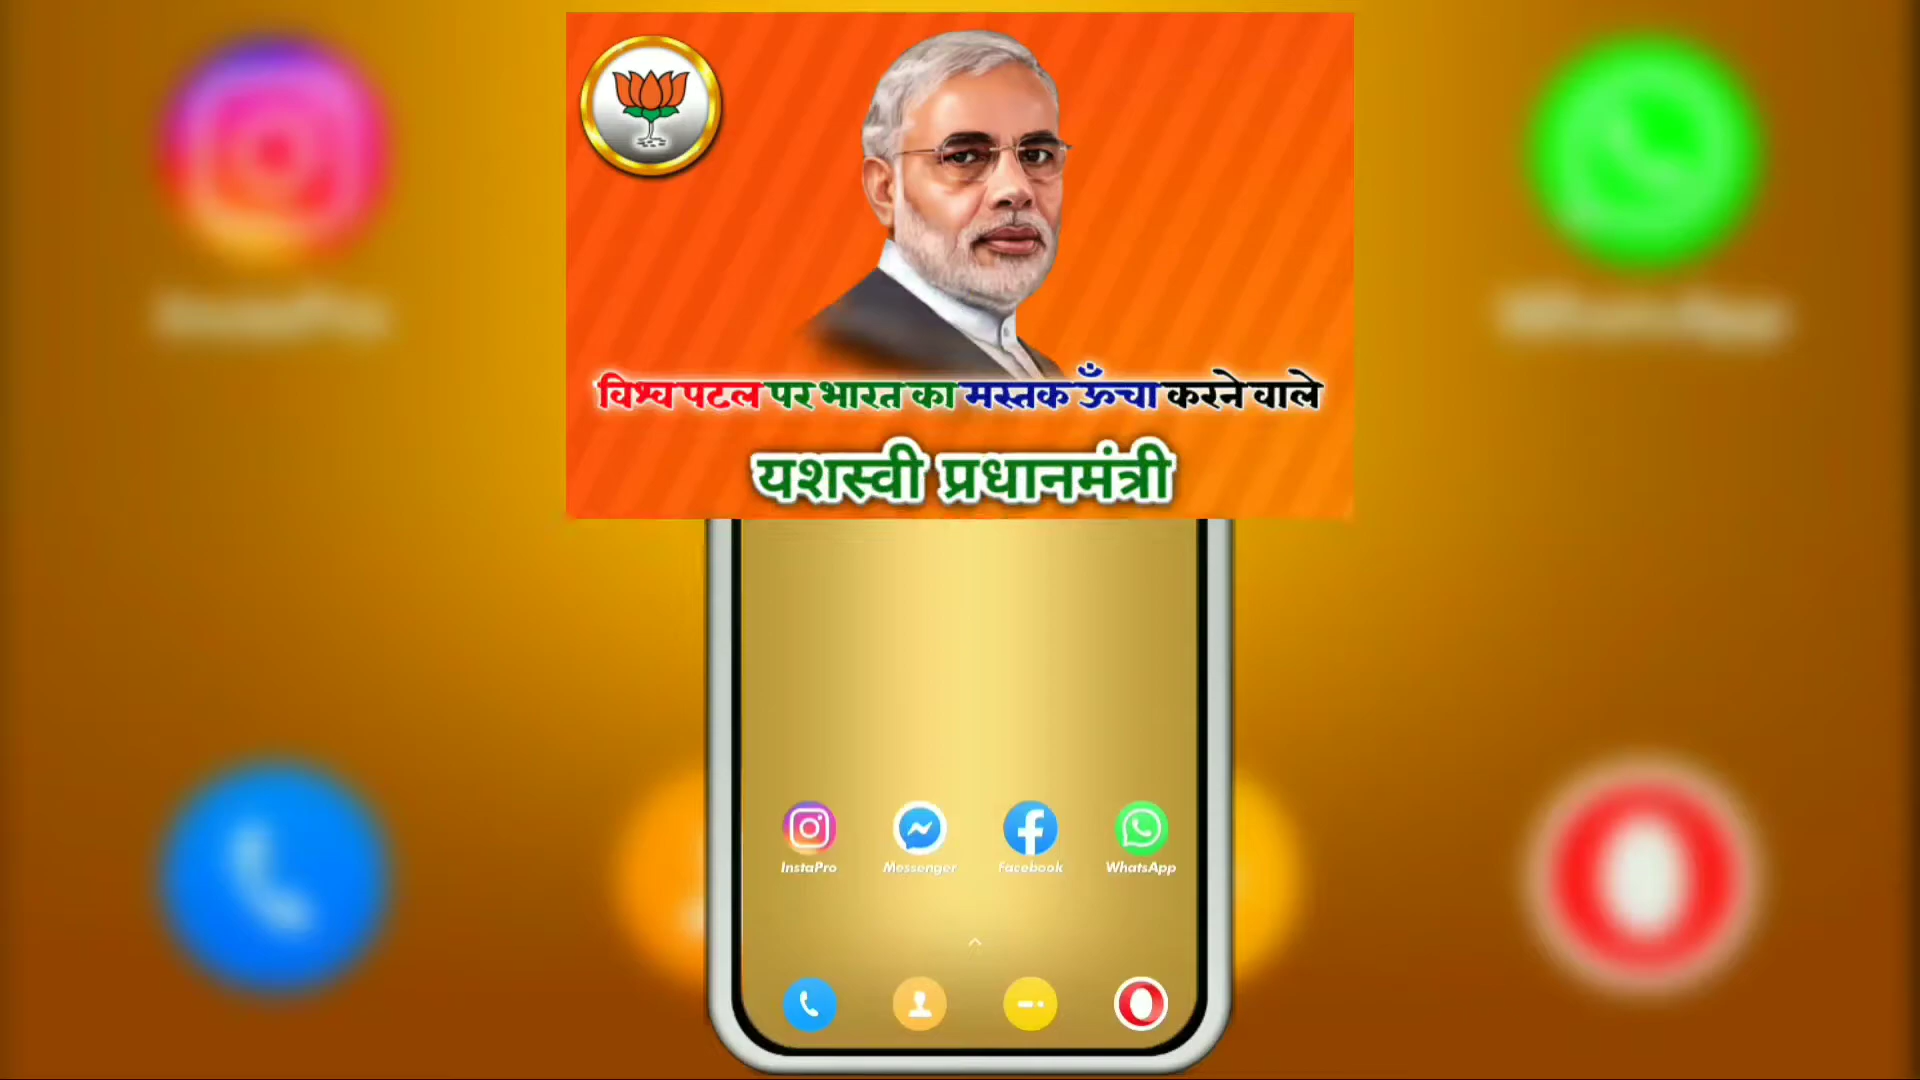 विश्व पटल पर भारत का मस्तक ऊँचा करने वाले
यशस्वी प्रधानमंत्री
InstaPro Messenger Facebook WhatsApp